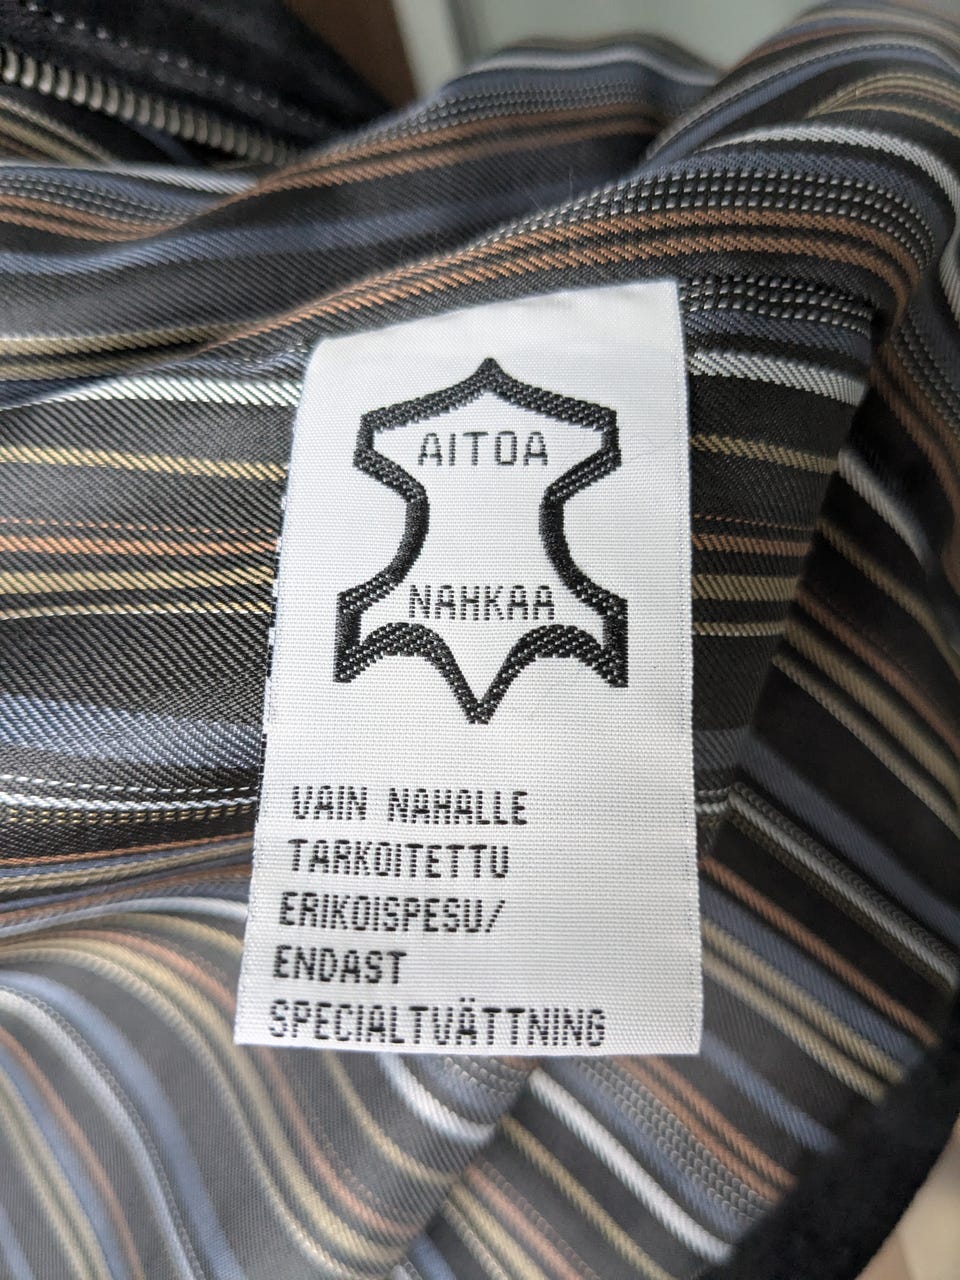 AITOA
NAHKAA
VAIN NAHALLE
TARKOITETTU
ERIKOISPESU/
ENDAST
SPECIALTVÄTTNING